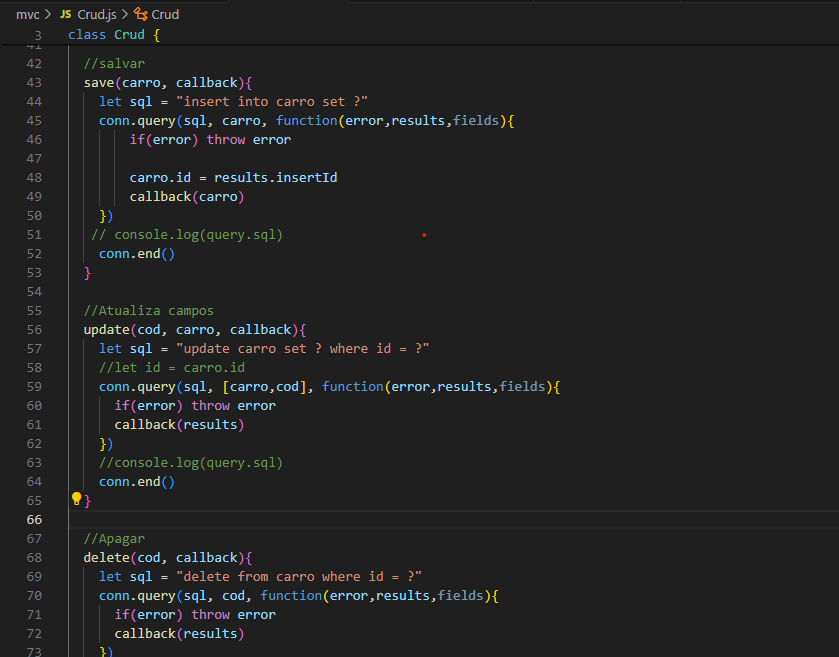 mvc > JS Crud.js > Crud
3 class Crud {
41
42 //salvar
43 save(carro, callback){
44 let sql = "insert into carro set ?"
45 conn.query(sql, carro, function(error,results,fields){
46 if(error) throw error
47
48 carro.id = results.insertId
49 callback(carro)
50 })
51 // console.log(query.sql)
52 conn.end()
53 }
54
55 //Atualiza campos
56 update(cod, carro, callback){
57 let sql = "update carro set ? where id = ?"
58 //let id = carro.id
59 conn.query(sql, [carro,cod], function(error,results,fields){
60 if(error) throw error
61 callback(results)
62 })
63 //console.log(query.sql)
64 conn.end()
65 }
66
67 //Apagar
68 delete(cod, callback){
69 let sql = "delete from carro where id = ?"
70 conn.query(sql, cod, function(error,results,fields){
71 if(error) throw error
72 callback(results)
73 })